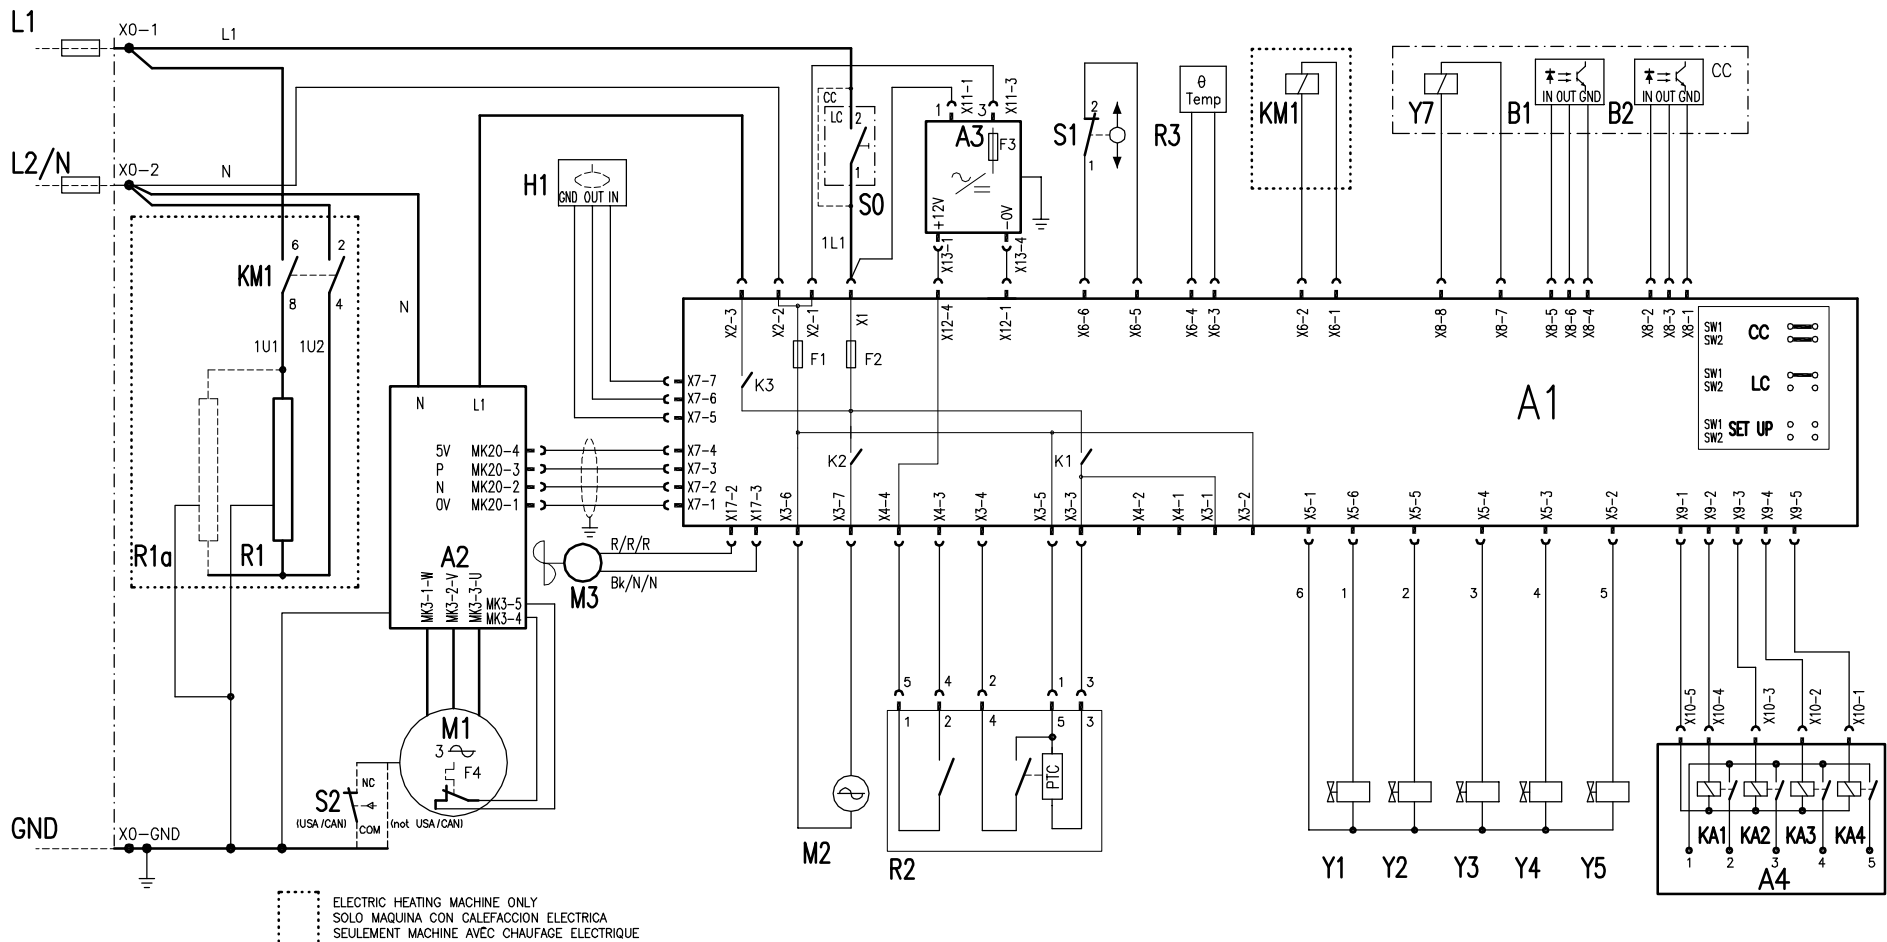 L1
X0-1
L1
L2/N
X0-2
N
KM1
6
2
8
4
1U1
1U2
N
R1a
R1
H1
GND OUT IN
CC
LC
2
1
S0
1L1
1
X11-1
3
X11-3
A3
F3
+12V
-0V
X13-1
X13-4
S1
2
1
R3
θ
Temp
KM1
Y7
B1
IN OUT GND
B2
IN OUT GND
CC
X2-3
X2-2
X2-1
X1
X12-4
X12-1
X6-6
X6-5
X6-4
X6-3
X6-2
X6-1
X8-8
X8-7
X8-5
X8-6
X8-4
X8-2
X8-3
X8-1
SW1
SW2
CC
SW1
SW2
LC
SW1
SW2
SET UP
A1
F1
F2
K3
K2
K1
X7-7
X7-6
X7-5
X7-4
X7-3
X7-2
X7-1
N
L1
5V
MK20-4
P
MK20-3
N
MK20-2
0V
MK20-1
A2
MK3-1-W
MK3-2-V
MK3-3-U
MK3-5
MK3-4
X17-2
X17-3
X3-6
X3-7
X4-4
X4-3
X3-4
X3-5
X3-3
X4-2
X4-1
X3-1
X3-2
X5-1
X5-6
X5-5
X5-4
X5-3
X5-2
X9-1
X9-2
X9-3
X9-4
X9-5
R/R/R
Bk/N/N
M3
6
1
2
3
4
5
M1
3
F4
S2
(USA/CAN)
NC
COM
(not USA/CAN)
M2
5
4
2
1
3
1
2
4
5
3
PTC
R2
Y1
Y2
Y3
Y4
Y5
X10-5
X10-4
X10-3
X10-2
X10-1
KA1
KA2
KA3
KA4
1
2
3
4
5
A4
GND
X0-GND
ELECTRIC HEATING MACHINE ONLY
SOLO MAQUINA CON CALEFACCION ELECTRICA
SEULEMENT MACHINE AVĒC CHAUFAGE ELECTRIQUE